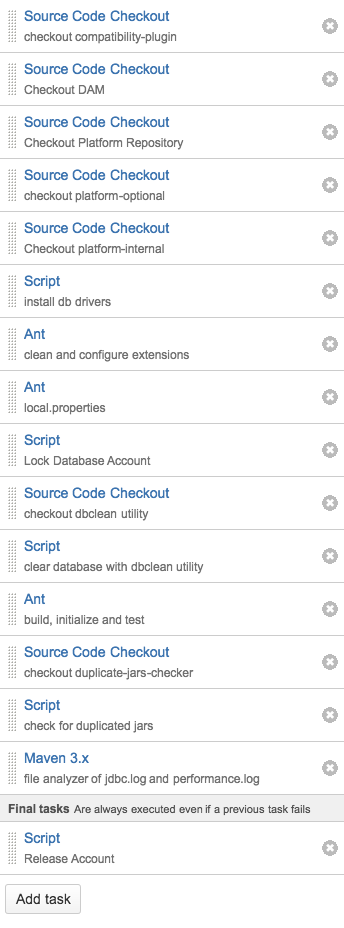 Source Code Checkout
checkout compatibility-plugin
Source Code Checkout
Checkout DAM
Source Code Checkout
Checkout Platform Repository
Source Code Checkout
checkout platform-optional
Source Code Checkout
Checkout platform-internal
Script
install db drivers
Ant
clean and configure extensions
Ant
local.properties
Script
Lock Database Account
Source Code Checkout
checkout dbclean utility
Script
clear database with dbclean utility
Ant
build, initialize and test
Source Code Checkout
checkout duplicate-jars-checker
Script
check for duplicated jars
Maven 3.x
file analyzer of jdbc.log and performance.log
Final tasks Are always executed even if a previous task fails
Script
Release Account
Add task